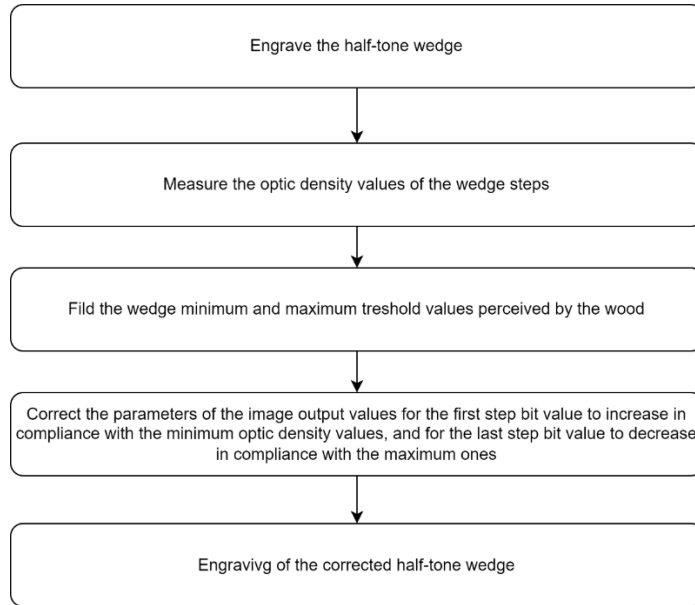 Engrave the half-tone wedge
Measure the optic density values of the wedge steps
Fild the wedge minimum and maximum treshold values perceived by the wood
Correct the parameters of the image output values for the first step bit value to increase in
compliance with the minimum optic density values, and for the last step bit value to decrease
in compliance with the maximum ones
Engravivg of the corrected half-tone wedge